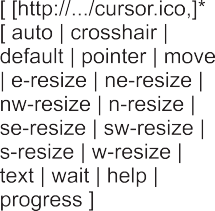 [ [http://.../cursor.ico,]*
[ auto | crosshair |
default | pointer | move
| e-resize | ne-resize |
nw-resize | n-resize |
se-resize | sw-resize |
s-resize | w-resize |
text | wait | help |
progress ]